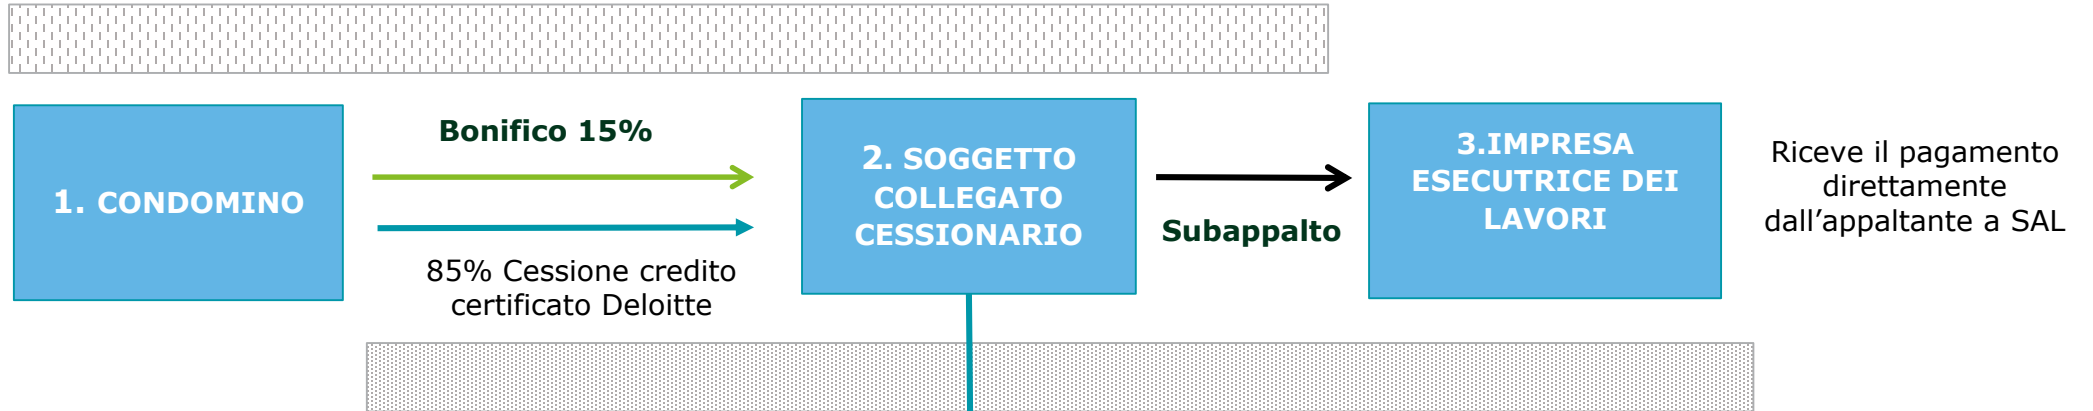 1. CONDOMINO
Bonifico 15%
85% Cessione credito
certificato Deloitte
2. SOGGETTO
COLLEGATO
CESSIONARIO
Subappalto
3.IMPRESA
ESECUTRICE DEI
LAVORI
Riceve il pagamento
direttamente
dall’appaltante a SAL